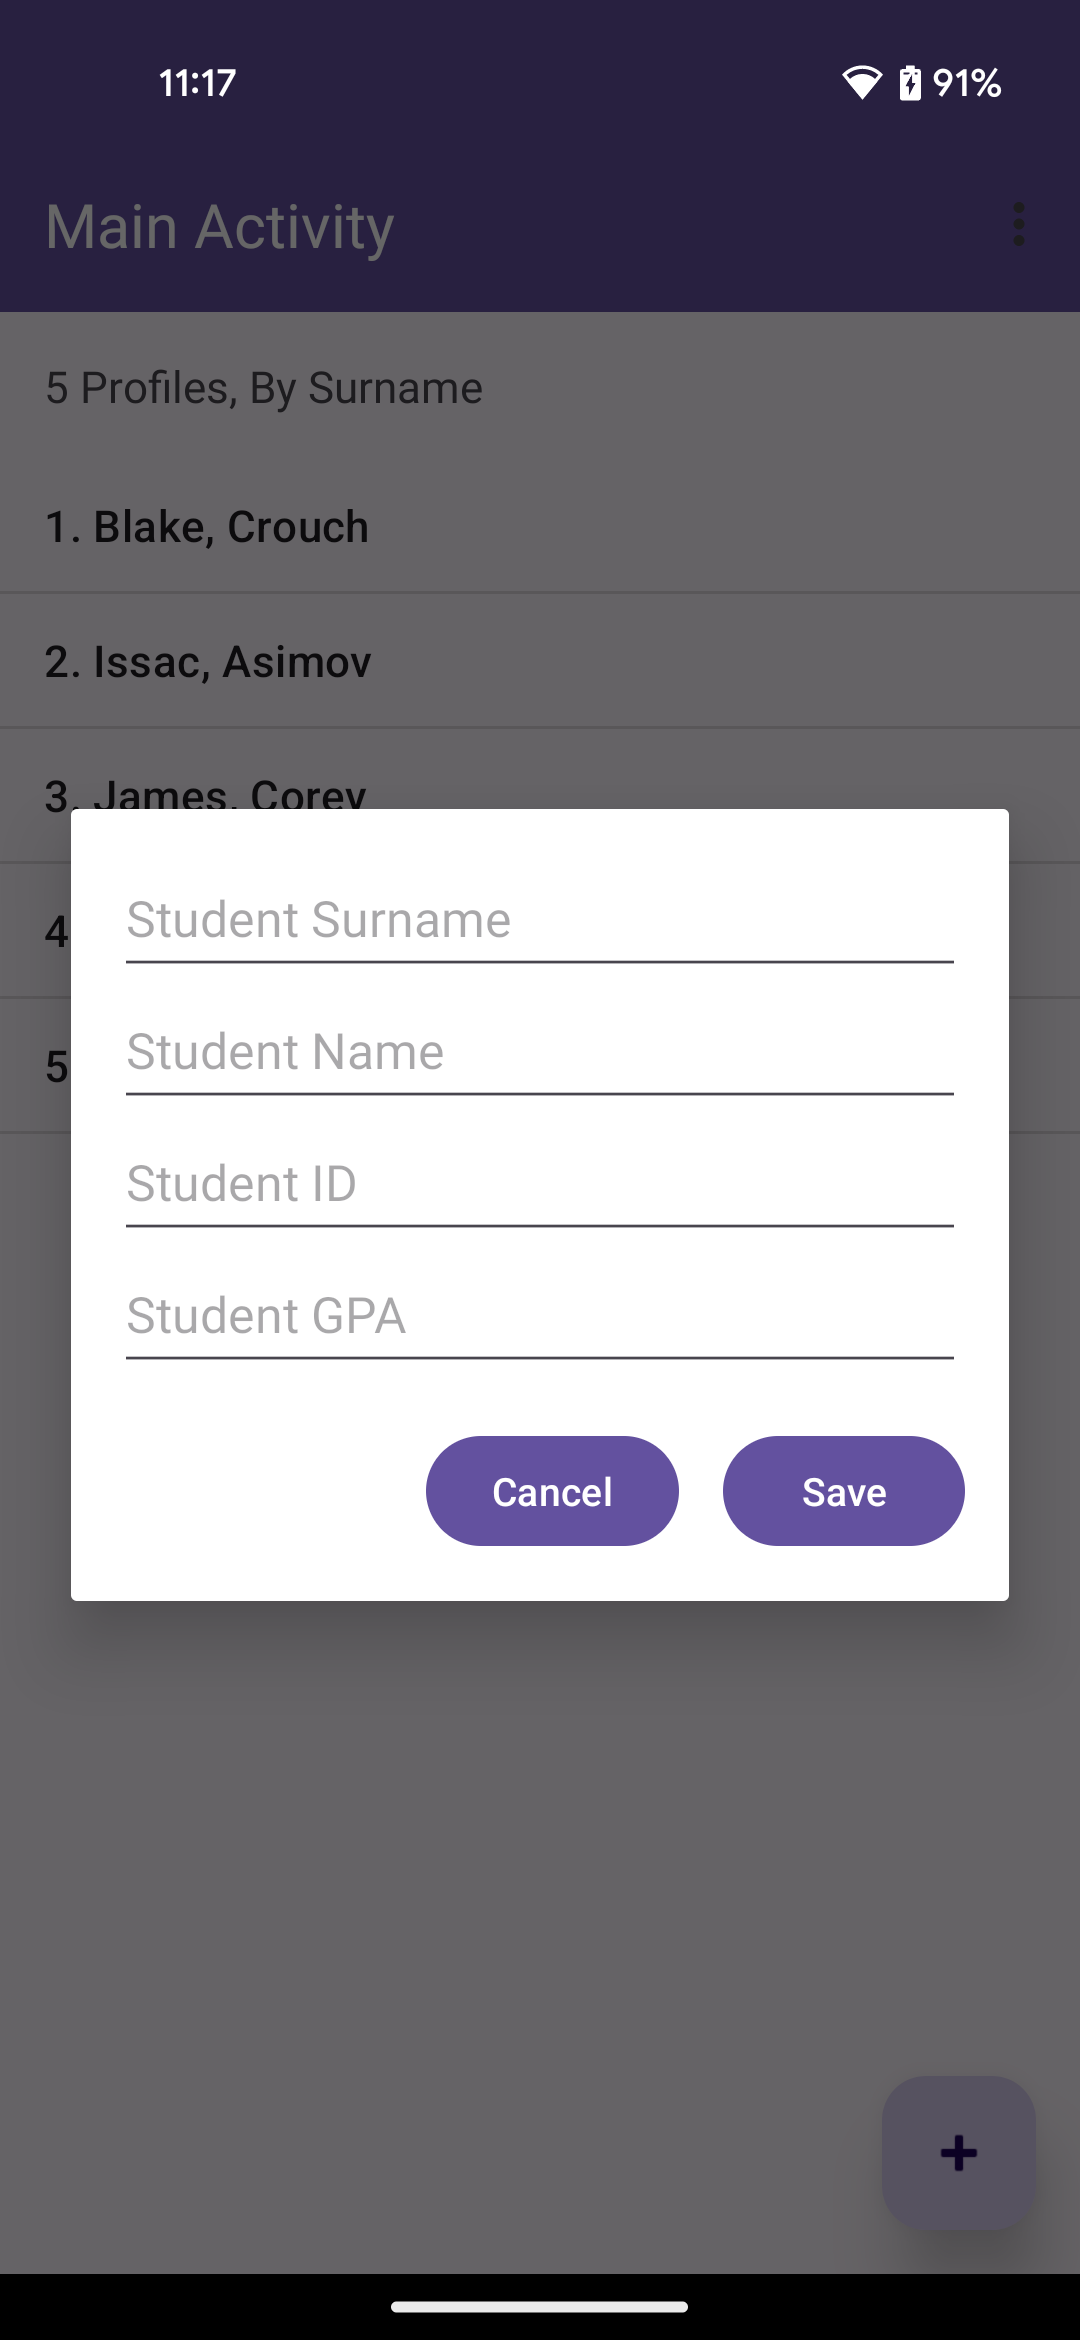 11:17
91%
Main Activity
5 Profiles, By Surname
1. Blake, Crouch
2. Issac, Asimov
3. James, Corey
4
5
Student Surname
Student Name
Student ID
Student GPA
Cancel
Save